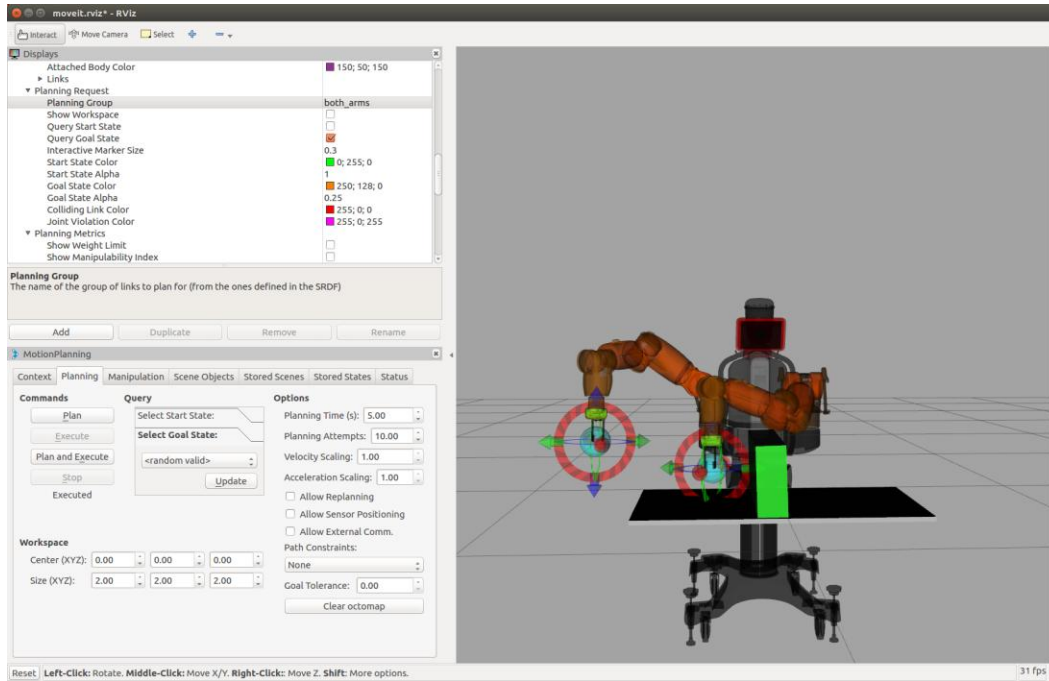 moveit.rviz* - RViz
Interact Move Camera Select
Displays
Attached Body Color 150; 50; 150
Links
Planning Request
Planning Group both_arms
Show Workspace
Query Start State
Query Goal State
Interactive Marker Size 0.3
Start State Color 0; 255; 0
Start State Alpha 1
Goal State Color 250; 128; 0
Goal State Alpha 0.25
Colliding Link Color 255; 0; 0
Joint Violation Color 255; 0; 255
Planning Metrics
Show Weight Limit
Show Manipulability Index
Planning Group
The name of the group of links to plan for (from the ones defined in the SRDF)
Add Duplicate Remove Rename
MotionPlanning
Context Planning Manipulation Scene Objects Stored Scenes Stored States Status
Commands Query Options
Plan Select Start State: Planning Time (s): 5.00
Execute Select Goal State: Planning Attempts: 10.00
Plan and Execute <random valid> Velocity Scaling: 1.00
Stop Update Acceleration Scaling: 1.00
Executed Allow Replanning
Allow Sensor Positioning
Allow External Comm.
Workspace Path Constraints:
Center (XYZ): 0.00 0.00 0.00 None
Size (XYZ): 2.00 2.00 2.00 Goal Tolerance: 0.00
Clear octomap
Reset Left-Click: Rotate. Middle-Click: Move X/Y. Right-Click:: Move Z. Shift: More options. 31 fps